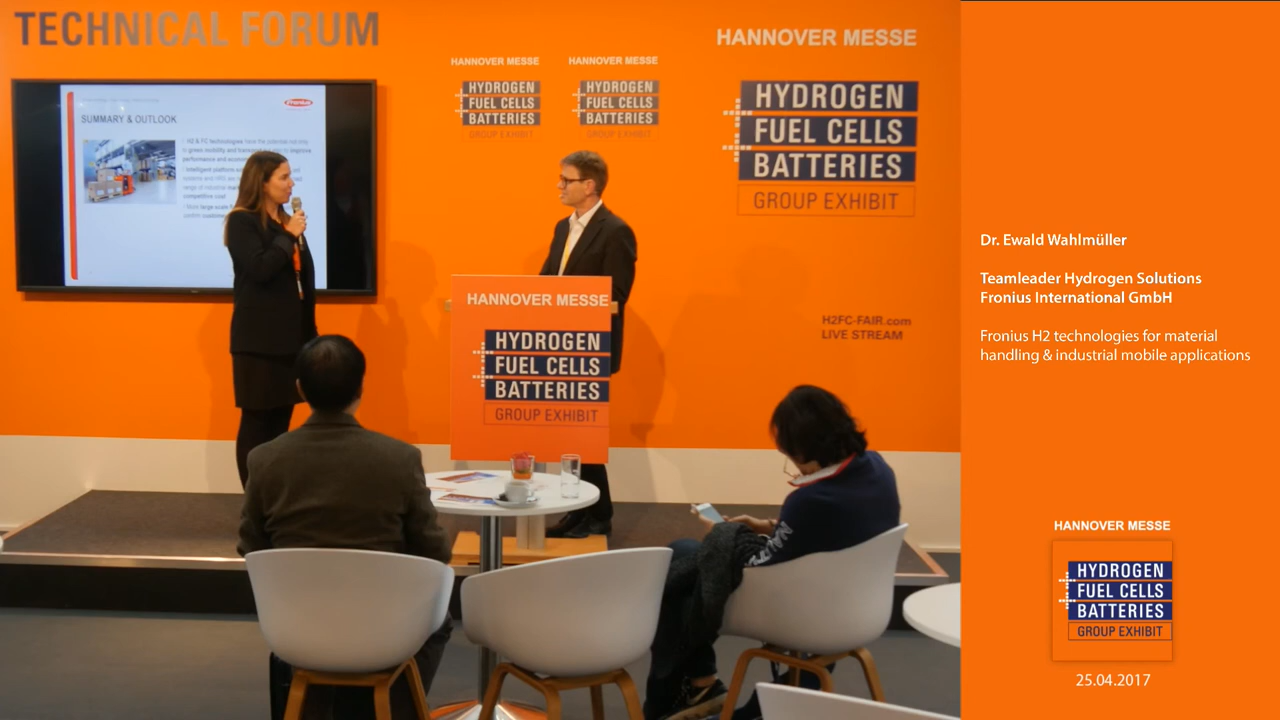 TECHNICAL FORUM
Fronius
SUMMARY & OUTLOOK
H2 & FC technologies have the potential not only
to green mobility and
performance and
Intelligent platform
competitive cost
HANNOVER MESSE
HYDROGEN
FUEL CELLS
BATTERIES
GROUP EXHIBIT
HANNOVER MESSE
HYDROGEN
FUEL CELLS
BATTERIES
GROUP EXHIBIT
HANNOVER MESSE
HYDROGEN
FUEL CELLS
BATTERIES
GROUP EXHIBIT
H2FC-FAIR.com
LIVE STREAM
HANNOVER MESSE
HYDROGEN
FUEL CELLS
BATTERIES
GROUP EXHIBIT
Dr. Ewald Wahlmüller
Teamleader Hydrogen Solutions
Fronius International GmbH
Fronius H2 technologies for material
handling & industrial mobile applications
HANNOVER MESSE
HYDROGEN
FUEL CELLS
BATTERIES
GROUP EXHIBIT
25.04.2017